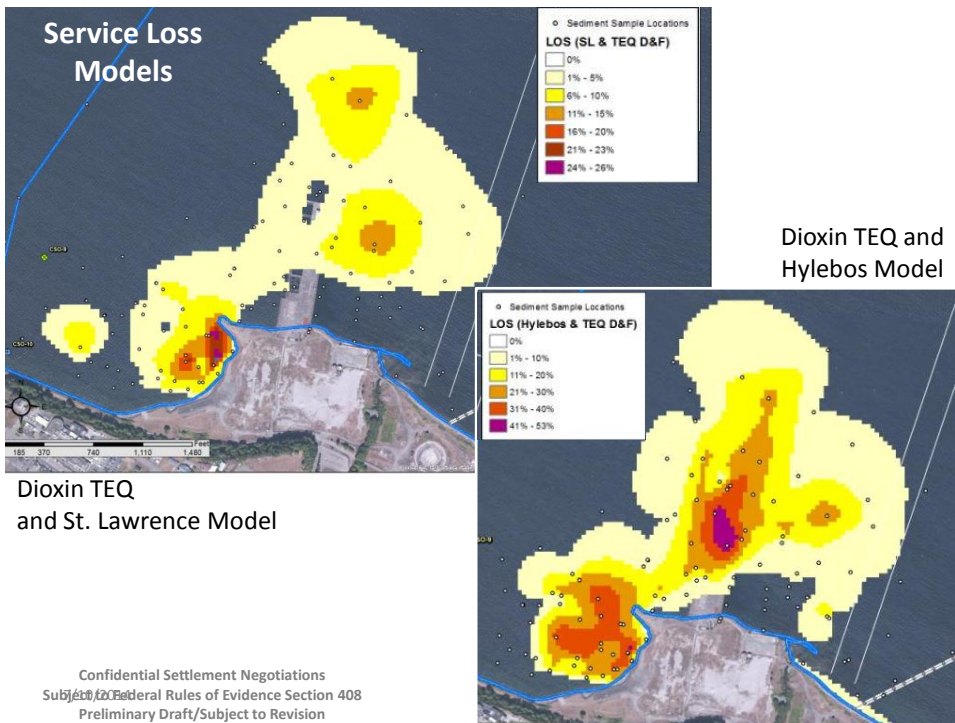 Service Loss
Models
Sediment Sample Locations
LOS (SL & TEQ D&F)
0%
1% - 5%
6% - 10%
11% - 15%
16% - 20%
21% - 23%
24% - 26%
CSO-9
CSO-10
N
185 370 740 1,110 1,480
Feet
Dioxin TEQ
and St. Lawrence Model
Dioxin TEQ and
Hylebos Model
Sediment Sample Locations
LOS (Hylebos & TEQ D&F)
0%
1% - 10%
11% - 20%
21% - 30%
31% - 40%
41% - 53%
Confidential Settlement Negotiations
Subject to Federal Rules of Evidence Section 408
Preliminary Draft/Subject to Revision